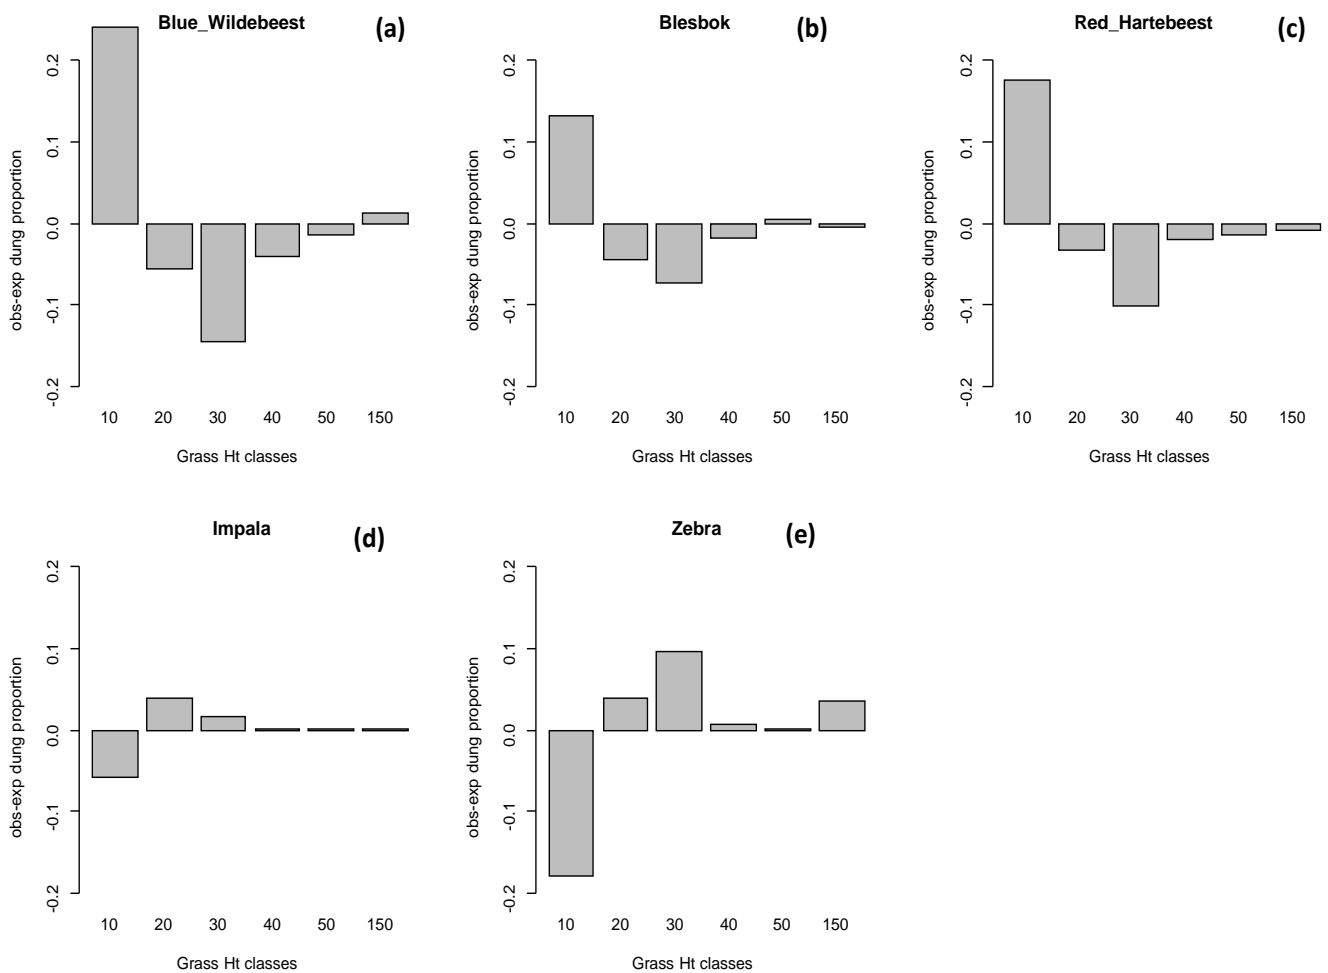 Blue_Wildebeest
(a)
obs-exp dung proportion
0.2
0.1
0.0
-0.1
-0.2
10 20 30 40 50 150
Grass Ht classes
Blesbok
(b)
obs-exp dung proportion
0.2
0.1
0.0
-0.1
-0.2
10 20 30 40 50 150
Grass Ht classes
Red_Hartebeest
(c)
obs-exp dung proportion
0.2
0.1
0.0
-0.1
-0.2
10 20 30 40 50 150
Grass Ht classes
Impala
(d)
obs-exp dung proportion
0.2
0.1
0.0
-0.1
-0.2
10 20 30 40 50 150
Grass Ht classes
Zebra
(e)
obs-exp dung proportion
0.2
0.1
0.0
-0.1
-0.2
10 20 30 40 50 150
Grass Ht classes